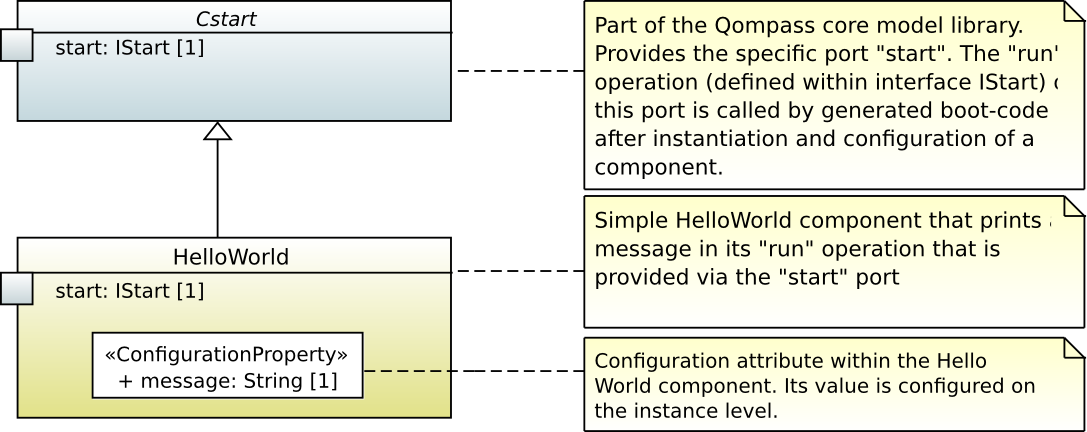 Cstart
start: IStart [1]
Part of the Qompass core model library.
Provides the specific port "start". The "run"
operation (defined within interface IStart)
this port is called by generated boot-code
after instantiation and configuration of a
component.
HelloWorld
start: IStart [1]
«ConfigurationProperty»
+ message: String [1]
Simple HelloWorld component that prints
message in its "run" operation that is
provided via the "start" port
Configuration attribute within the Hello
World component. Its value is configured on
the instance level.